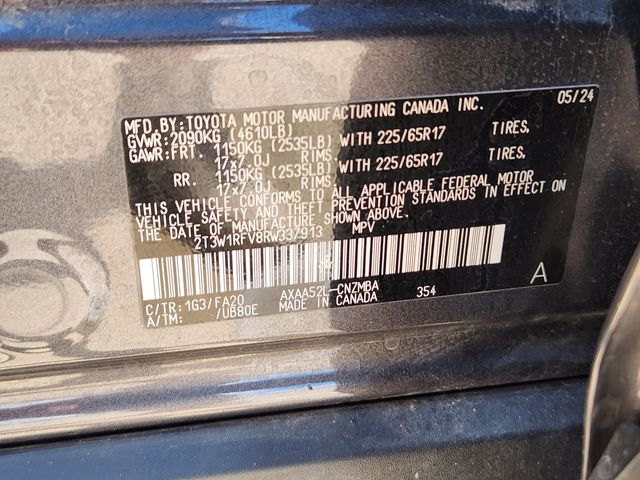 MFD.BY:TOYOTA MOTOR MANUFACTURING CANADA INC. 05/24
GVWR:2090KG (4610LB)
GAWR:FRT. 1150KG (2535LB) WITH 225/65R17 TIRES.
17x7.0J RIMS.
RR. 1150KG (2535LB) WITH 225/65R17 TIRES.
17x7.0J RIMS.
THIS VEHICLE CONFORMS TO ALL APPLICABLE FEDERAL MOTOR
VEHICLE SAFETY AND THEFT PREVENTION STANDARDS IN EFFECT ON
THE DATE OF MANUFACTURE SHOWN ABOVE.
2T3W1RFV8RW337913 MPV
C/TR: 1G3/FA20 AXAA52L-CNZMBA 354 A
A/TM: /UB80E MADE IN CANADA